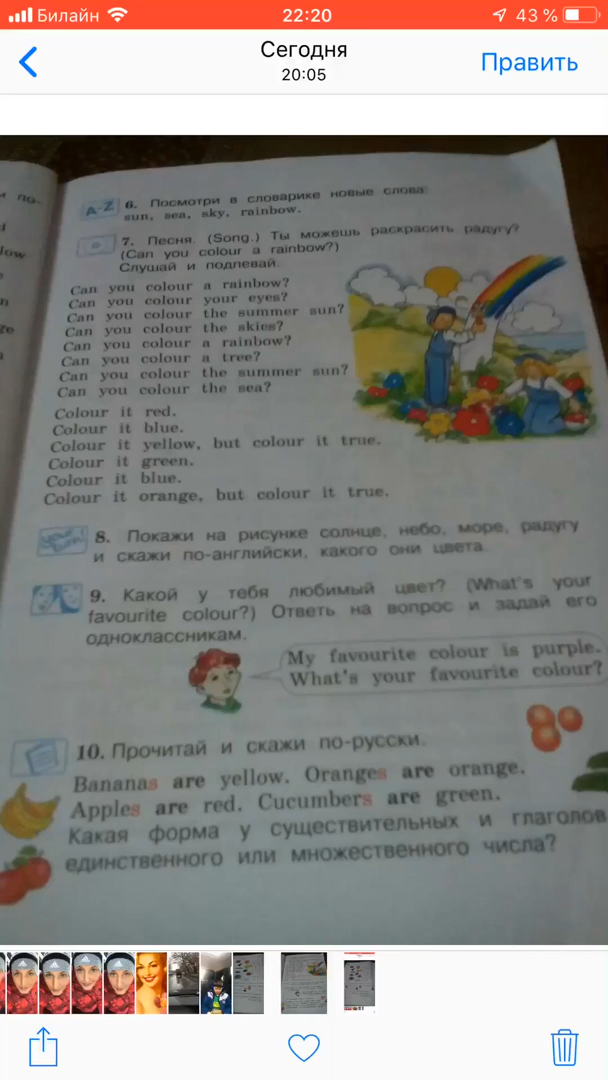 Билайн 22:20 43 %
Сегодня
20:05
Править
и по-
low
A-Z 6. Посмотри в словарике новые слова:
sun, sea, sky, rainbow.
7. Песня. (Song.) Ты можешь раскрасить радугу?
(Can you colour a rainbow?)
Слушай и подпевай.
Can you colour a rainbow?
Can you colour your eyes?
Can you colour the summer sun?
Can you colour the skies?
Can you colour a rainbow?
Can you colour a tree?
Can you colour the summer sun?
Can you colour the sea?
Colour it red.
Colour it blue.
Colour it yellow, but colour it true.
Colour it green.
Colour it blue.
Colour it orange, but colour it true.
8. Покажи на рисунке солнце, небо, море, радугу
и скажи по-английски, какого они цвета.
9. Какой у тебя любимый цвет? (What's your
favourite colour?) Ответь на вопрос и задай его
одноклассникам.
My favourite colour is purple.
What's your favourite colour?
10. Прочитай и скажи по-русски.
Bananas are yellow. Oranges are orange.
Apples are red. Cucumbers are green.
Какая форма у существительных и глаголов
единственного или множественного числа?